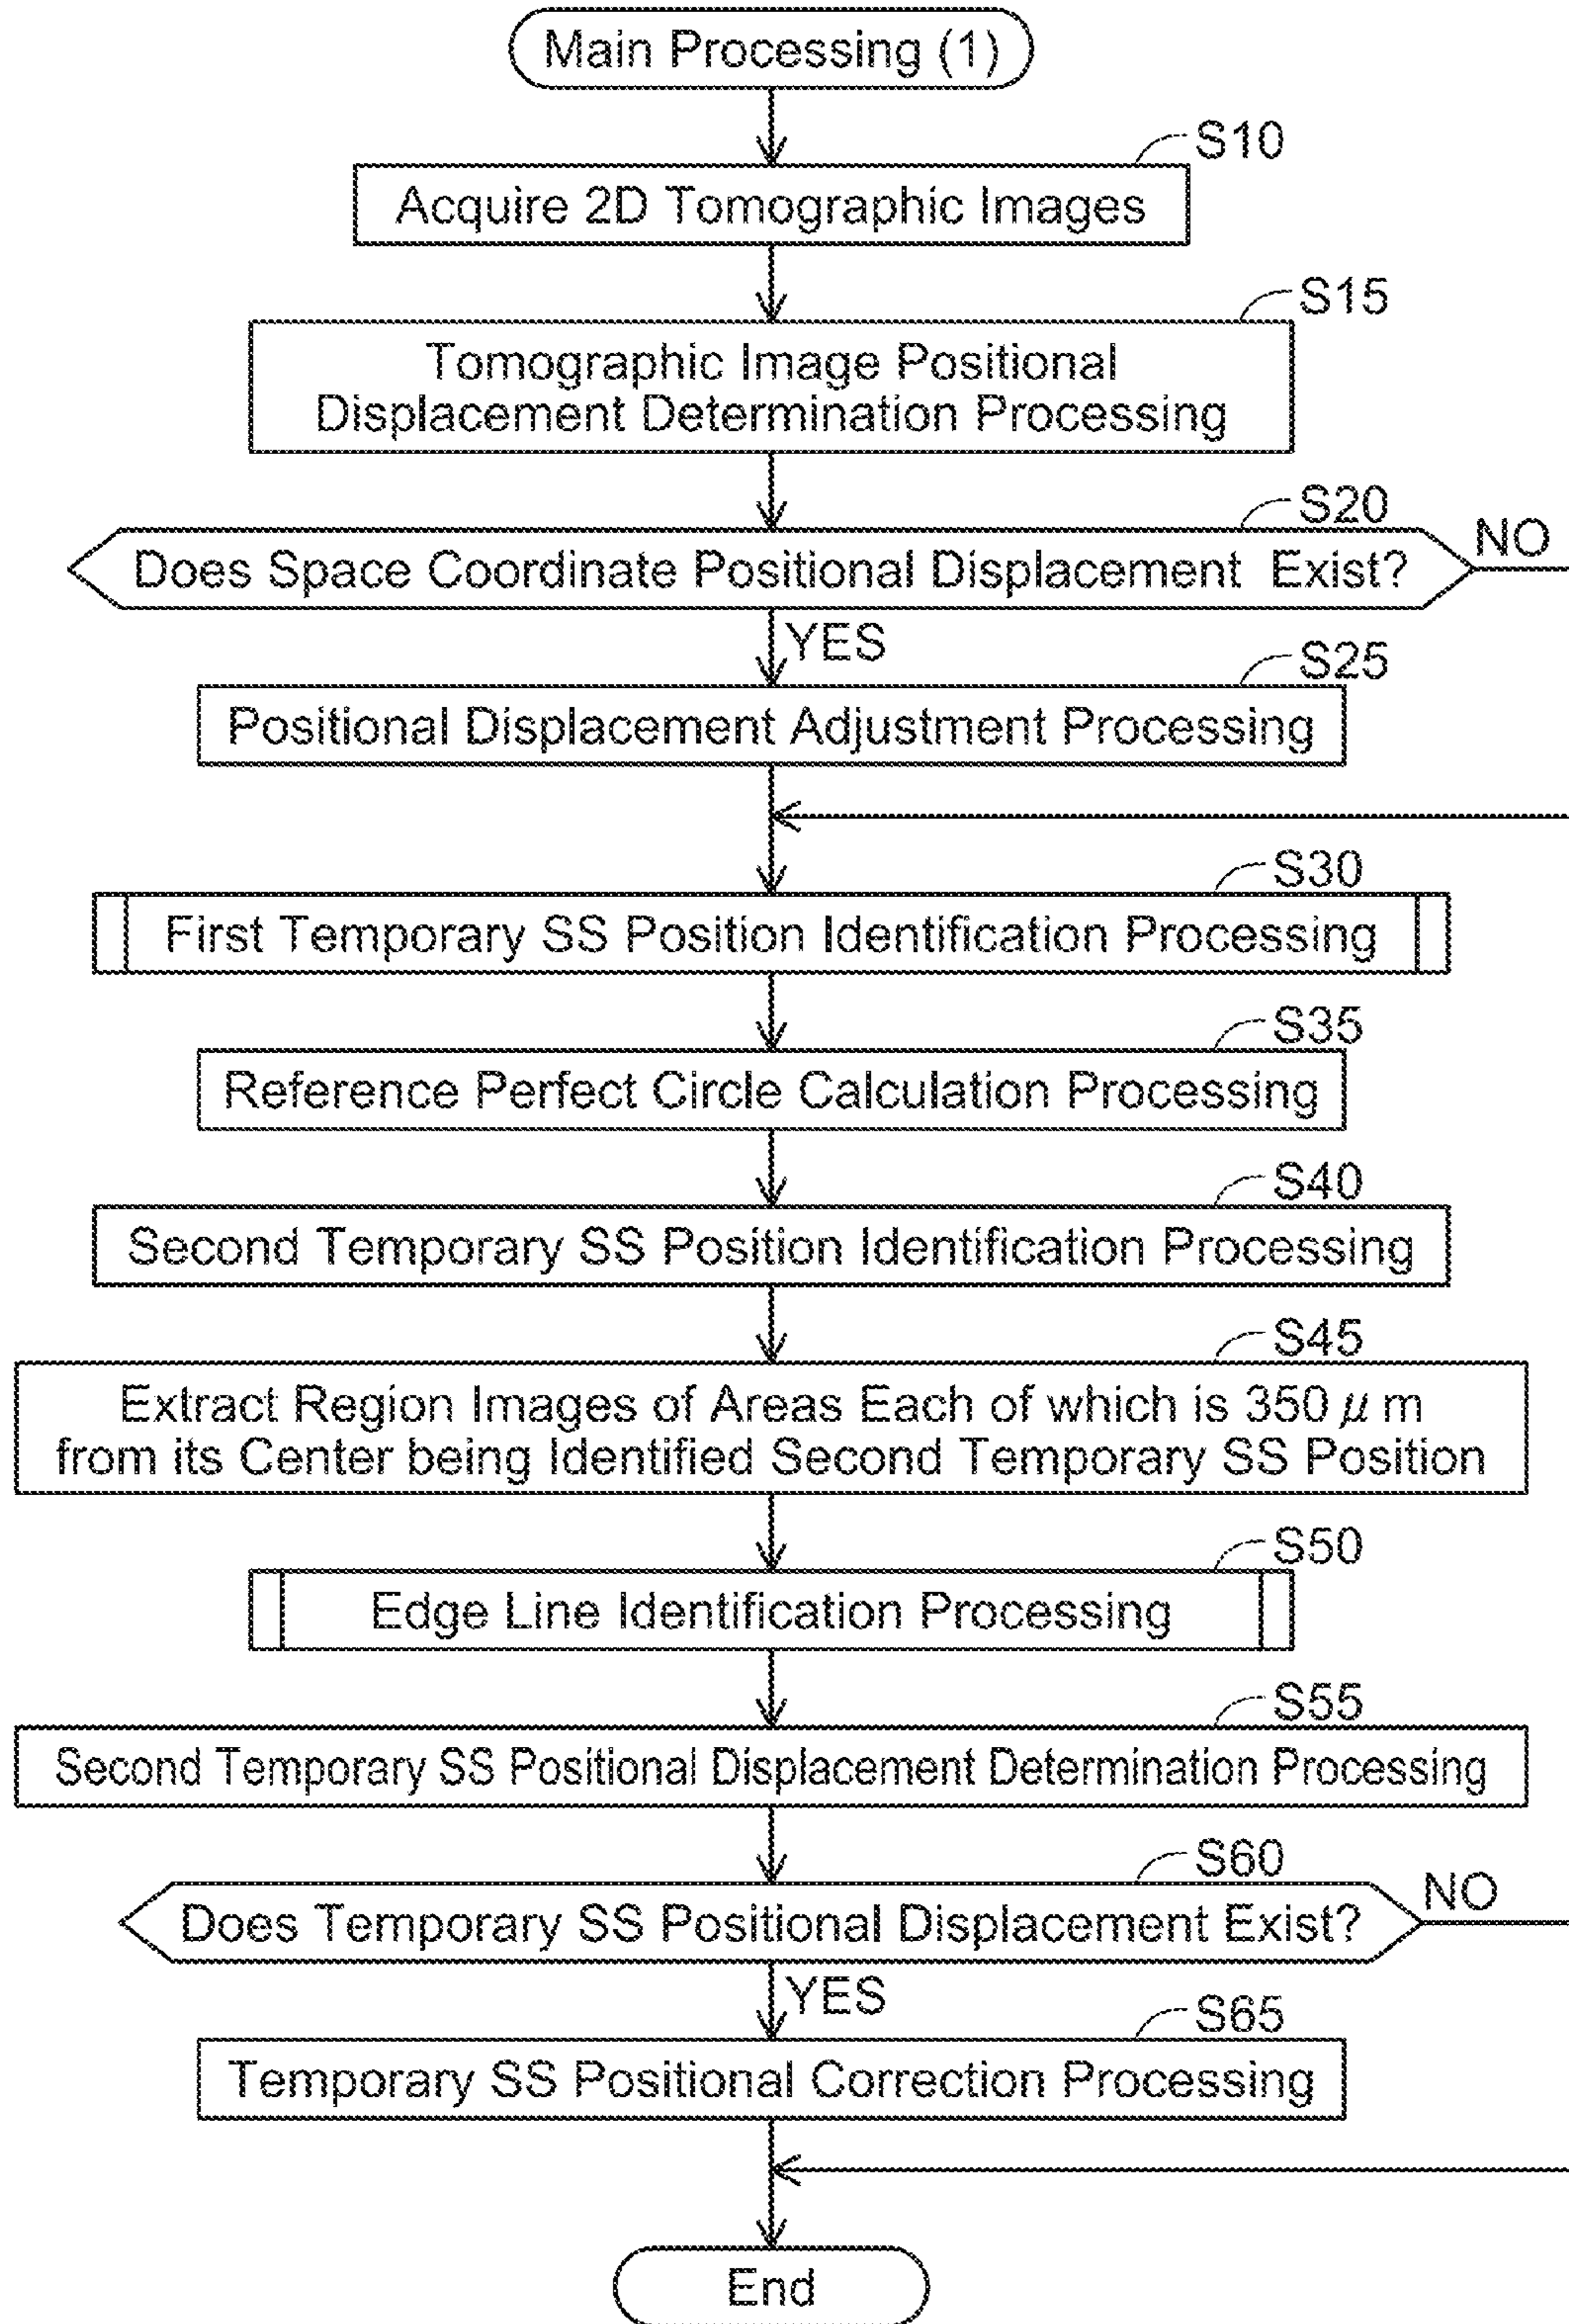 Main Processing (1)
S10
Acquire 2D Tomographic Images
S15
Tomographic Image Positional
Displacement Determination Processing
S20
Does Space Coordinate Positional Displacement Exist?
NO
YES
S25
Positional Displacement Adjustment Processing
S30
First Temporary SS Position Identification Processing
S35
Reference Perfect Circle Calculation Processing
S40
Second Temporary SS Position Identification Processing
S45
Extract Region Images of Areas Each of which is 350 μ m
from its Center being Identified Second Temporary SS Position
S50
Edge Line Identification Processing
S55
Second Temporary SS Positional Displacement Determination Processing
S60
Does Temporary SS Positional Displacement Exist?
NO
YES
S65
Temporary SS Positional Correction Processing
End